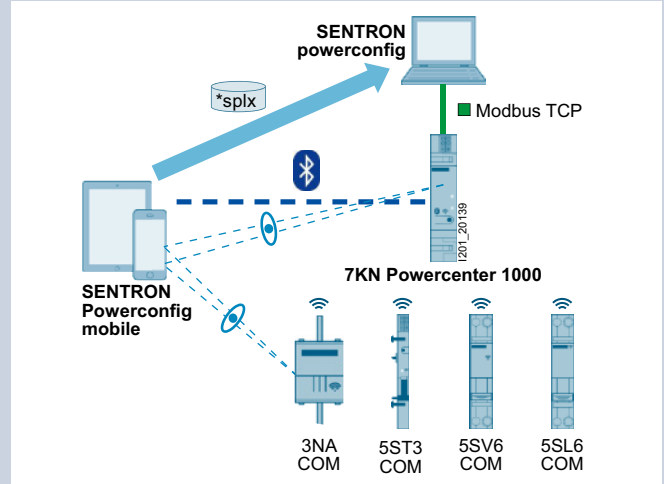 SENTRON
powerconfig
*splx
Modbus TCP
I201_20139
7KN Powercenter 1000
SENTRON
Powerconfig
mobile
3NA
COM
5ST3
COM
5SV6
COM
5SL6
COM